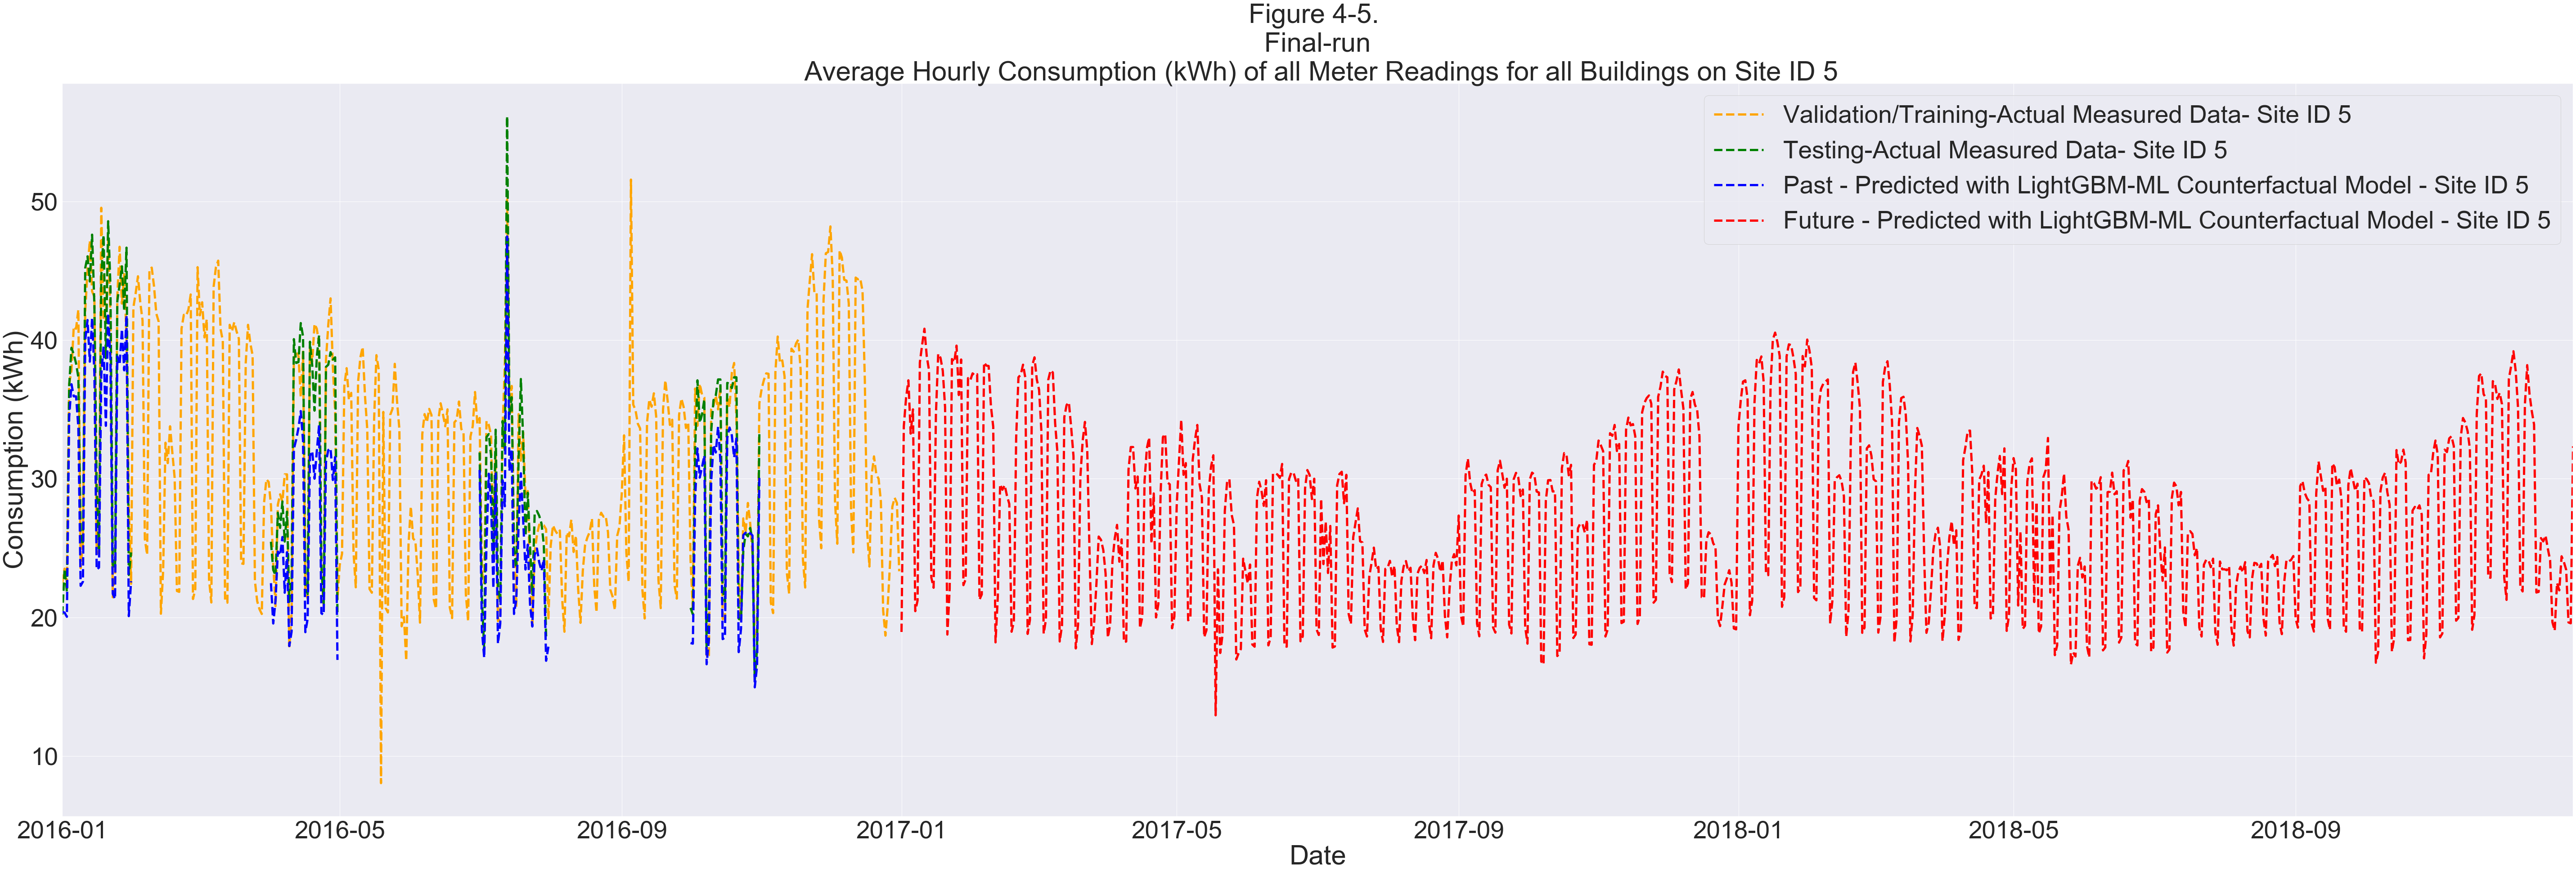 Figure 4-5.
Final-run
Average Hourly Consumption (kWh) of all Meter Readings for all Buildings on Site ID 5
Validation/Training-Actual Measured Data- Site ID 5
Testing-Actual Measured Data- Site ID 5
Past - Predicted with LightGBM-ML Counterfactual Model - Site ID 5
Future - Predicted with LightGBM-ML Counterfactual Model - Site ID 5
Consumption (kWh)
50
40
30
20
10
2016-01 2016-05 2016-09 2017-01 2017-05 2017-09 2018-01 2018-05 2018-09
Date